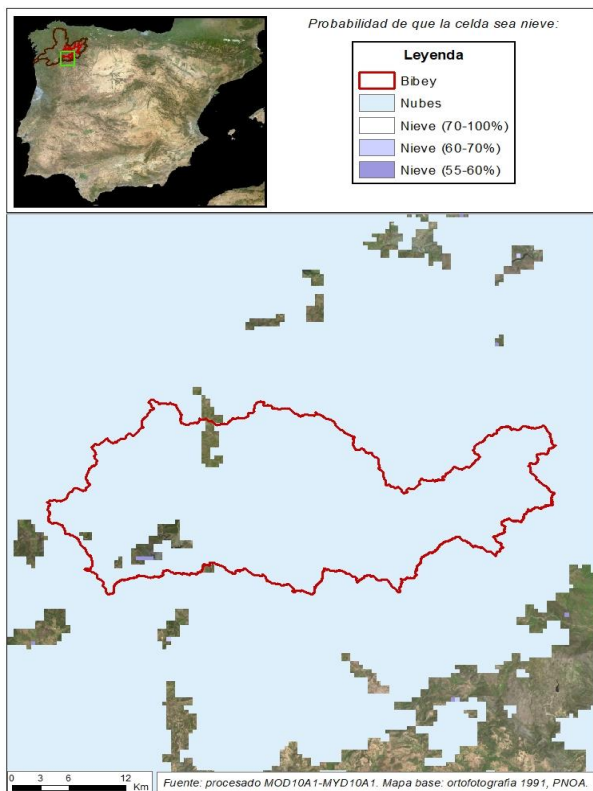 Probabilidad de que la celda sea nieve:
Leyenda
Bibey
Nubes
Nieve (70-100%)
Nieve (60-70%)
Nieve (55-60%)
0 3 6 12
Km
Fuente: procesado MOD10A1-MYD10A1. Mapa base: ortofotografía 1991, PNOA.